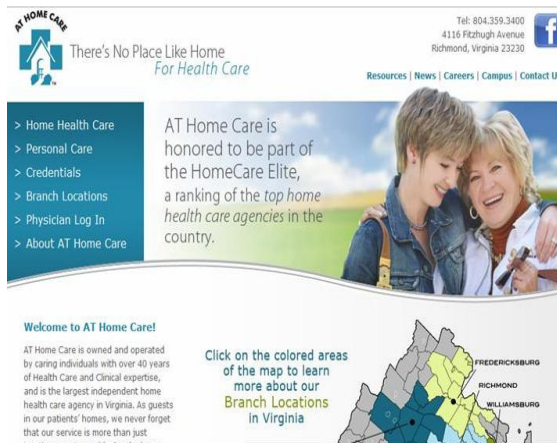 AT HOME CARE
There's No Place Like Home
For Health Care
Tel: 804.359.3400
4116 Fitzhugh Avenue
Richmond, Virginia 23230
f
Resources | News | Careers | Campus | Contact U
> Home Health Care
> Personal Care
> Credentials
> Branch Locations
> Physician Log In
> About AT Home Care
AT Home Care is
honored to be part of
the HomeCare Elite,
a ranking of the top home
health care agencies in the
country.
Welcome to AT Home Care!
AT Home Care is owned and operated
by caring individuals with over 40 years
of Health Care and Clinical expertise,
and is the largest independent home
health care agency in Virginia. As guests
in our patients' homes, we never forget
that our service is more than just
Click on the colored areas
of the map to learn
more about our
Branch Locations
in Virginia
FREDERICKSBURG
RICHMOND
WILLIAMSBURG